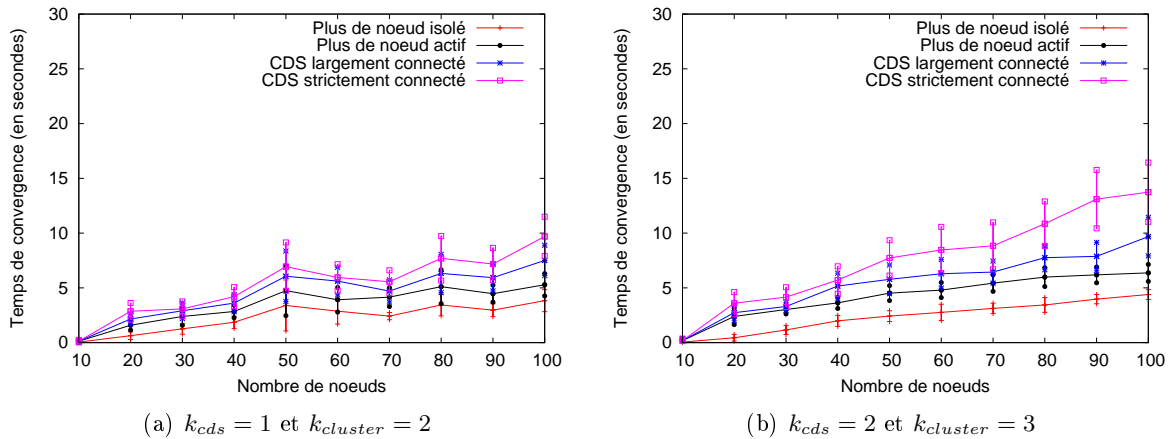 Temps de convergence (en secondes)
30
25
20
15
10
5
0
Plus de noeud isolé
Plus de noeud actif
CDS largement connecté
CDS strictement connecté
10 20 30 40 50 60 70 80 90 100
Nombre de noeuds
(a) k_cds = 1 et k_cluster = 2
Temps de convergence (en secondes)
30
25
20
15
10
5
0
Plus de noeud isolé
Plus de noeud actif
CDS largement connecté
CDS strictement connecté
10 20 30 40 50 60 70 80 90 100
Nombre de noeuds
(b) k_cds = 2 et k_cluster = 3